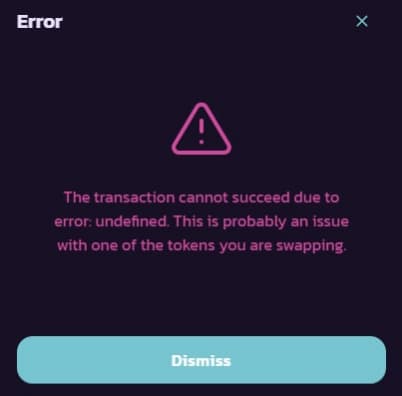 Error
The transaction cannot succeed due to
error: undefined. This is probably an issue
with one of the tokens you are swapping.
Dismiss